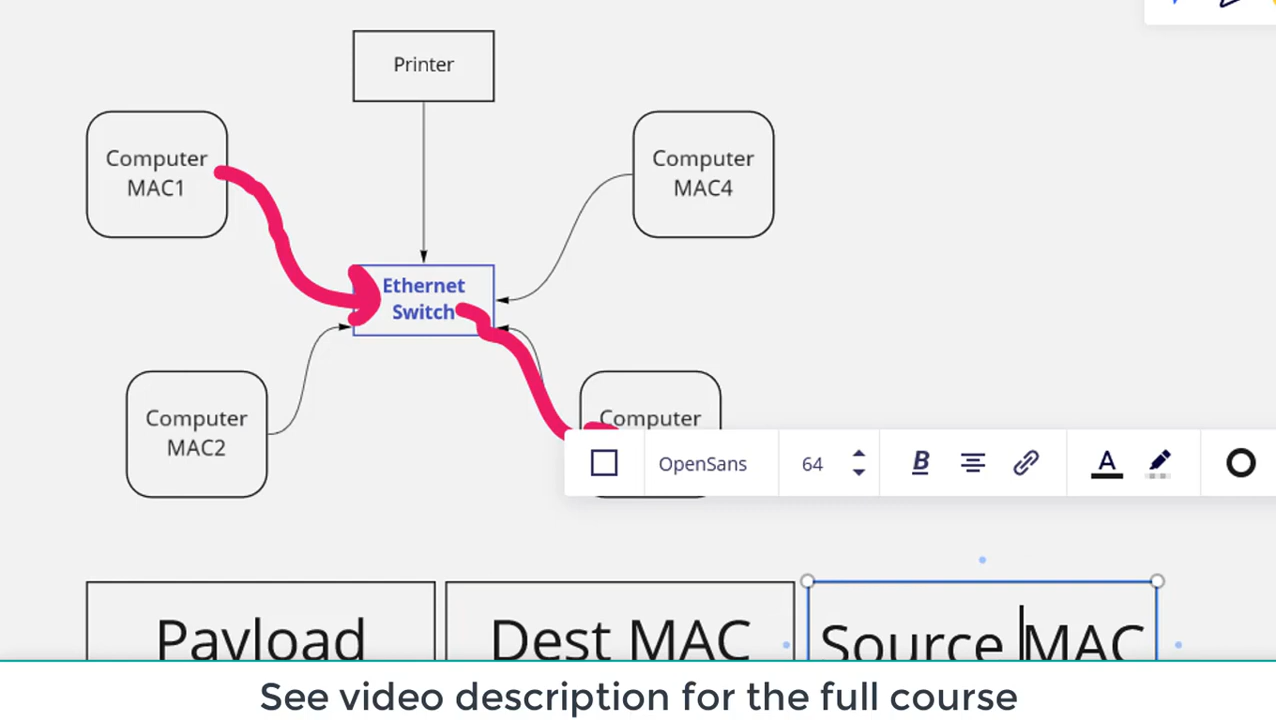 Printer
Computer
MAC1
Computer
MAC4
Ethernet
Switch
Computer
MAC2
Computer
OpenSans
64
B
A
Payload
Dest MAC
Source MAC
See video description for the full course